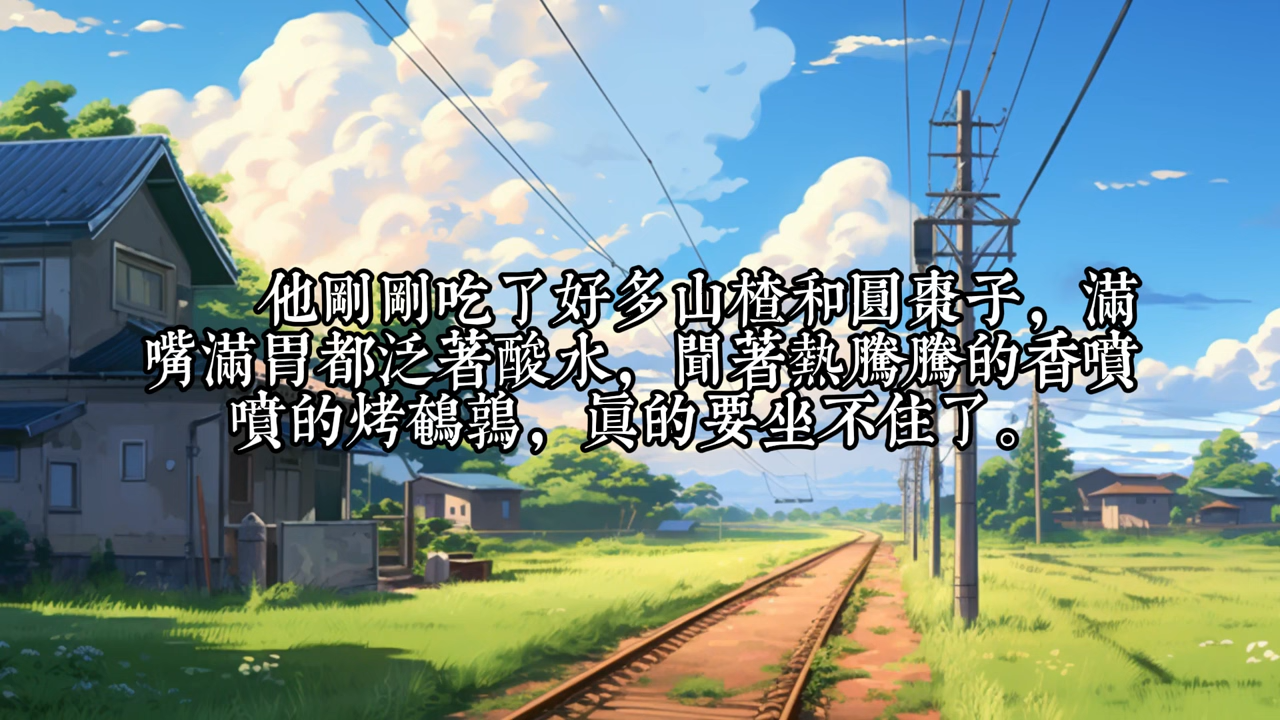 他剛剛吃了好多山楂和圓棗子，滿
嘴滿胃都泛著酸水，聞著熱騰騰的香噴
噴的烤鵪鶉，真的要坐不住了。